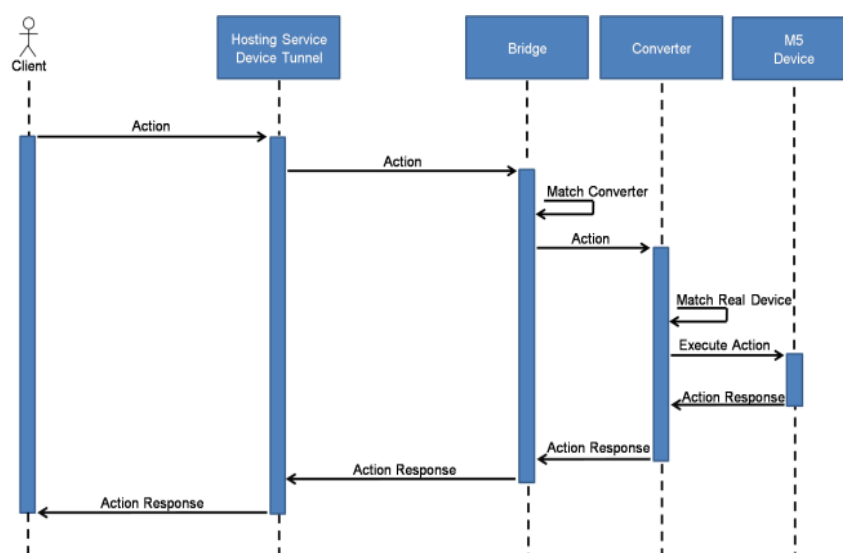 Client
Hosting Service
Device Tunnel
Bridge
Converter
M5
Device
Action
Action
Match Converter
Action
Match Real Device
Execute Action
Action Response
Action Response
Action Response
Action Response